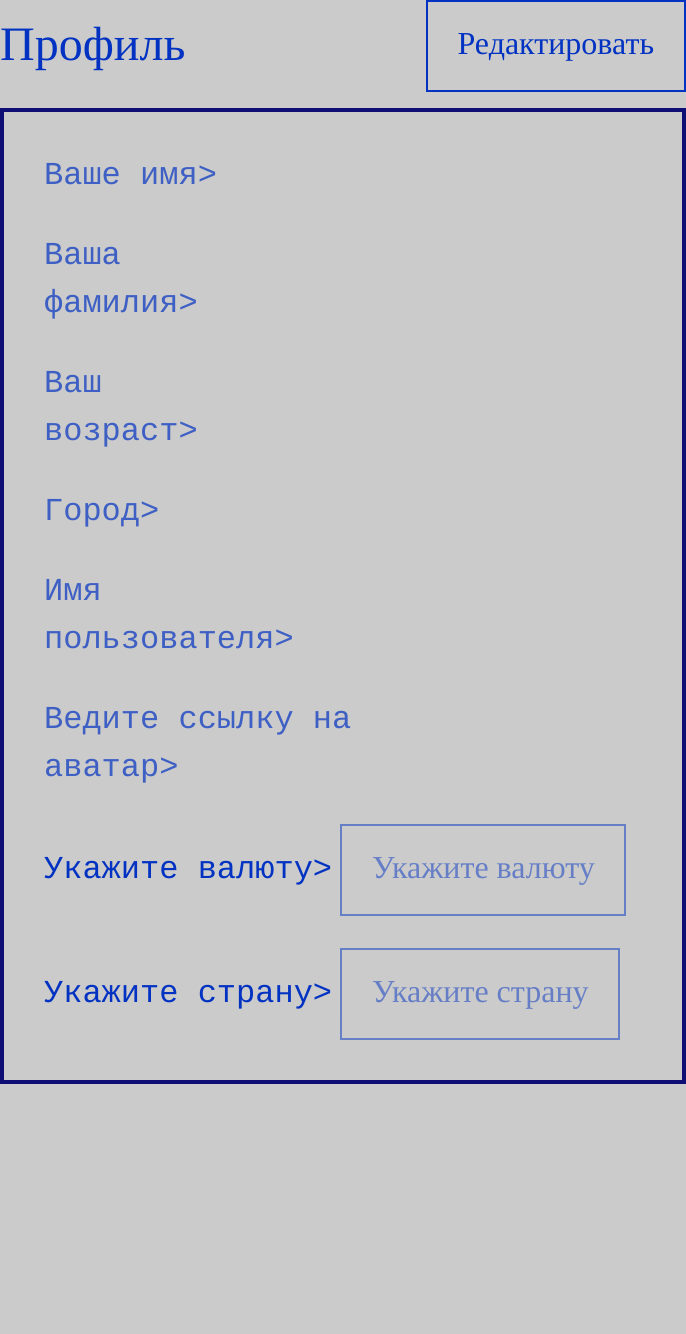 Профиль
Редактировать
Ваше имя>
Ваша
фамилия>
Ваш
возраст>
Город>
Имя
пользователя>
Ведите ссылку на
аватар>
Укажите валюту> Укажите валюту
Укажите страну> Укажите страну